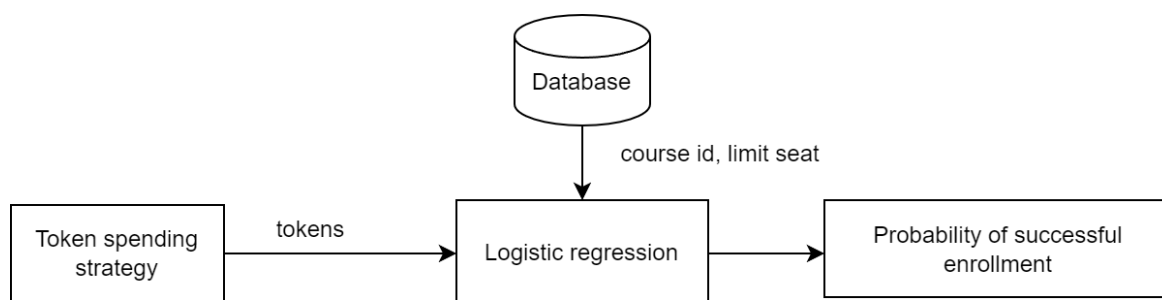 Database
course id, limit seat
tokens
Token spending
strategy
Logistic regression
Probability of successful
enrollment